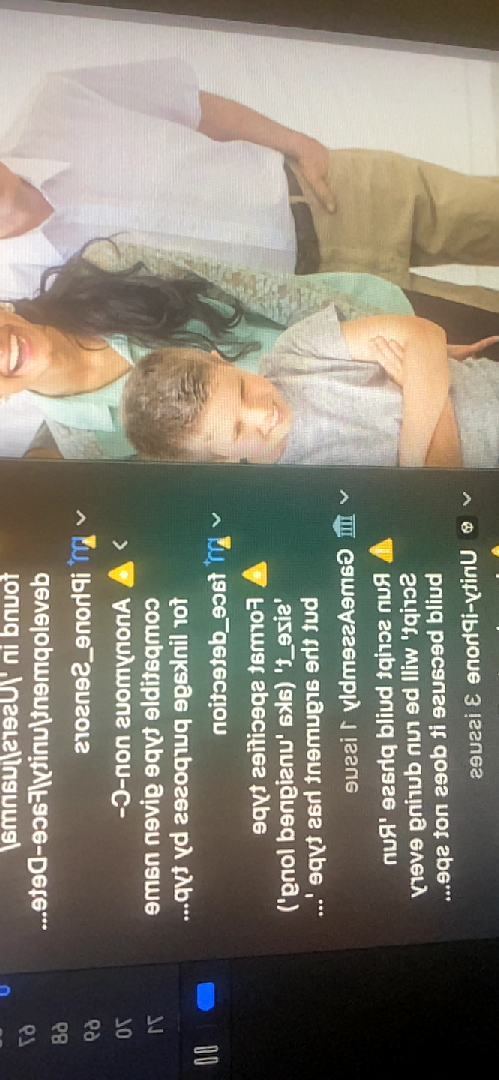 found in '/Users/jaunmal
development/unity/Face-Dete...
iPhone_Sensors
Anonymous non-C-
compatible type given name
for linkage purposes by typ...
face_detection
Format specifies type
'size_t' (aka 'unsigned long')
but the argument has type '...
GameAssembly 1 issue
Run script build phase 'Run
Script' will be run during every
build because it does not spe...
Unity-iPhone 3 issues
67
68
69
70
71